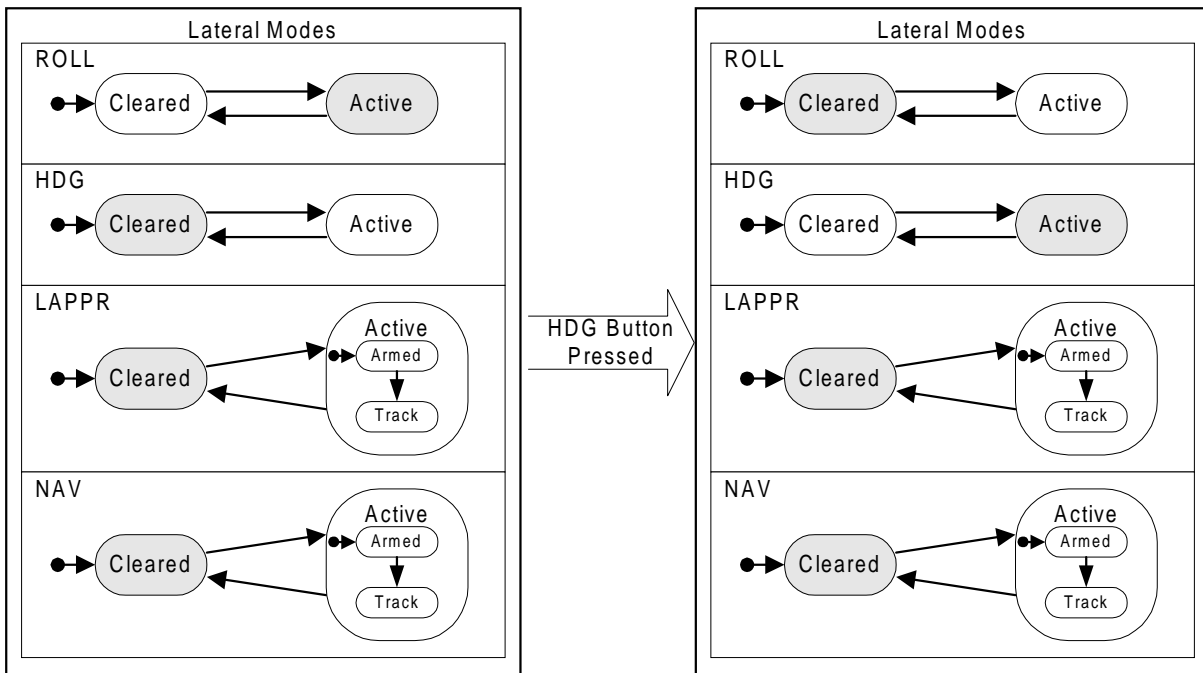 Lateral Modes
ROLL
Cleared
Active
HDG
Cleared
Active
LAPPR
Cleared
Active
Armed
Track
NAV
Cleared
Active
Armed
Track
HDG Button
Pressed
Lateral Modes
ROLL
Cleared
Active
HDG
Cleared
Active
LAPPR
Cleared
Active
Armed
Track
NAV
Cleared
Active
Armed
Track